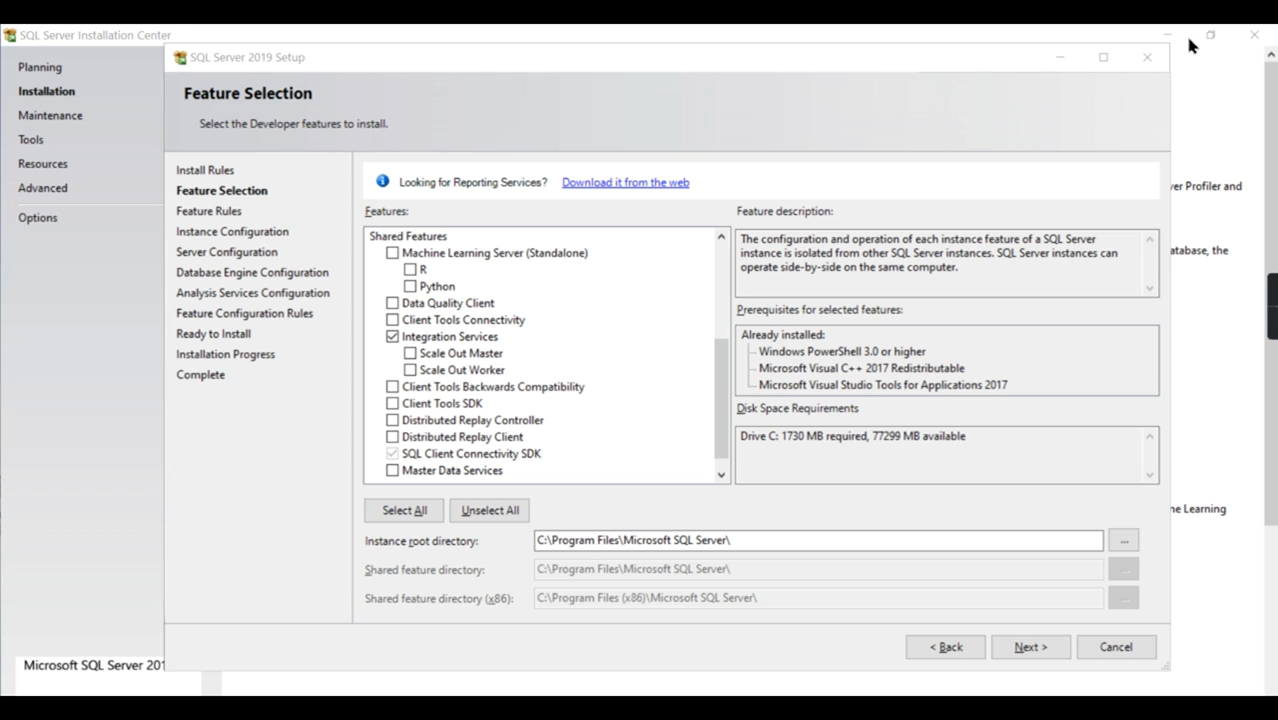 SQL Server Installation Center
Planning
Installation
Maintenance
Tools
Resources
Advanced
Options
Microsoft SQL Server
SQL Server 2019 Setup
Feature Selection
Select the Developer features to install.
Install Rules
Feature Selection
Feature Rules
Instance Configuration
Server Configuration
Database Engine Configuration
Analysis Services Configuration
Feature Configuration Rules
Ready to Install
Installation Progress
Complete
Looking for Reporting Services? Download it from the web
Features:
Shared Features
Machine Learning Server (Standalone)
R
Python
Data Quality Client
Client Tools Connectivity
Integration Services
Scale Out Master
Scale Out Worker
Client Tools Backwards Compatibility
Client Tools SDK
Distributed Replay Controller
Distributed Replay Client
SQL Client Connectivity SDK
Master Data Services
Feature description:
The configuration and operation of each instance feature of a SQL Server
instance is isolated from other SQL Server instances. SQL Server instances can
operate side-by-side on the same computer.
Prerequisites for selected features:
Already installed:
Windows PowerShell 3.0 or higher
Microsoft Visual C++ 2017 Redistributable
Microsoft Visual Studio Tools for Applications 2017
Disk Space Requirements
Drive C: 1730 MB required, 77299 MB available
Select All
Unselect All
Instance root directory: C:\Program Files\Microsoft SQL Server\ ...
Shared feature directory: C:\Program Files\Microsoft SQL Server\ ...
Shared feature directory (x86): C:\Program Files (x86)\Microsoft SQL Server\ ...
< Back
Next >
Cancel
er Profiler and
atabase, the
e Learning